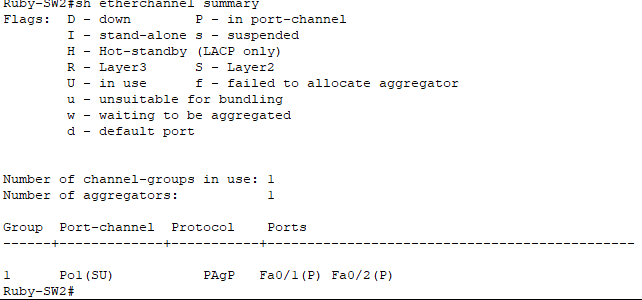 Ruby-SW2#sh etherchannel summary
Flags:  D - down        P - in port-channel
        I - stand-alone s - suspended
        H - Hot-standby (LACP only)
        R - Layer3      S - Layer2
        U - in use      f - failed to allocate aggregator
        u - unsuitable for bundling
        w - waiting to be aggregated
        d - default port
Number of channel-groups in use: 1
Number of aggregators:           1
Group  Port-channel  Protocol    Ports
------+-------------+-----------+----------------------------------------------
1      Po1(SU)           PAgP   Fa0/1(P) Fa0/2(P)
Ruby-SW2#